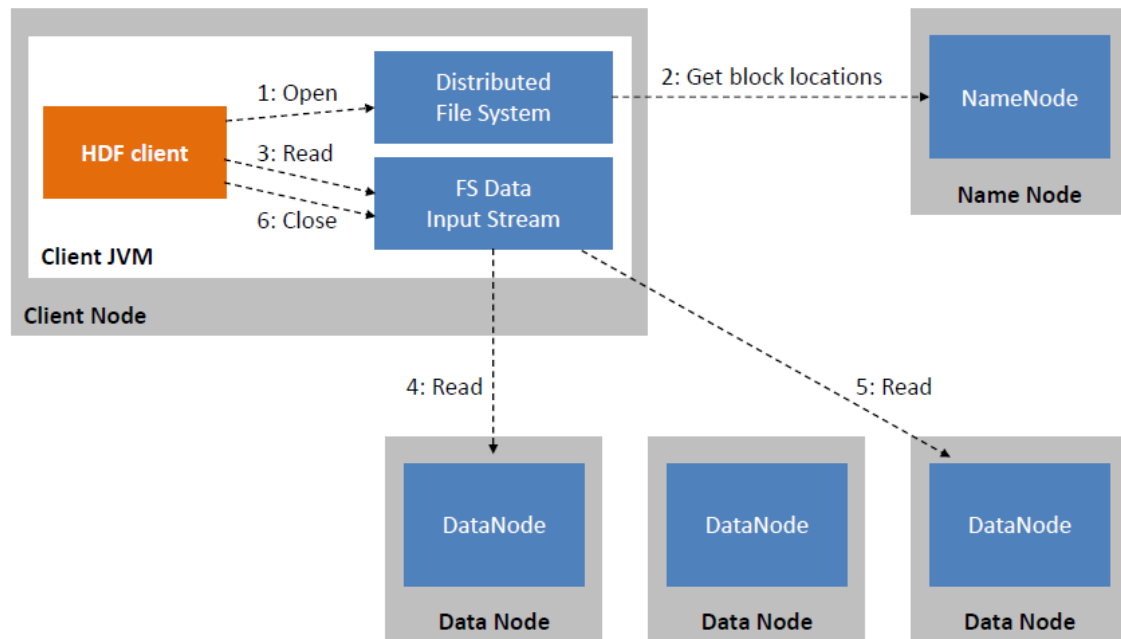 Distributed
File System
2: Get block locations
NameNode
Name Node
1: Open
HDF client
3: Read
FS Data
Input Stream
6: Close
Client JVM
Client Node
4: Read
5: Read
DataNode
DataNode
DataNode
Data Node
Data Node
Data Node